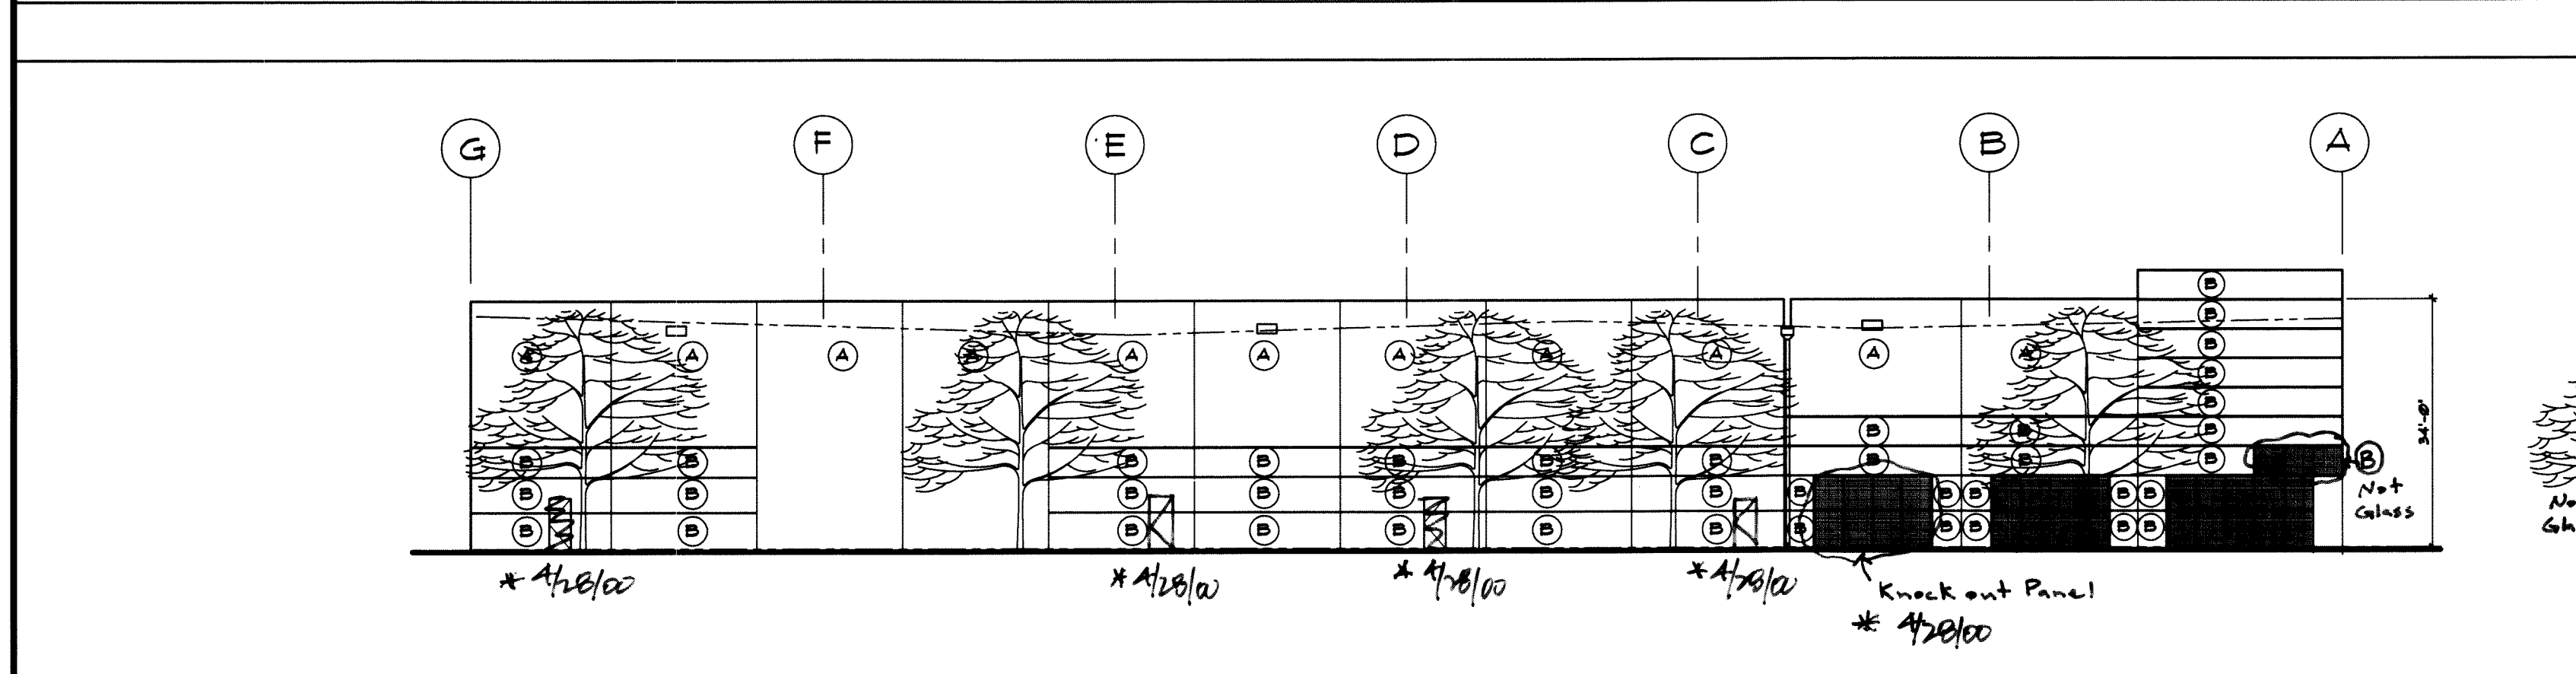 G F E D C B A
B
B
B
A A A A A A A A A A A
B
B
B B B
B B B B B B B B B B
34'-0"
B B B B B B B B B B B B
Not
Glass
B B B B B B B B B B B B
* 4/28/00 * 4/28/00 * 4/28/00 * 4/28/00
Knock out Panel
* 4/28/00